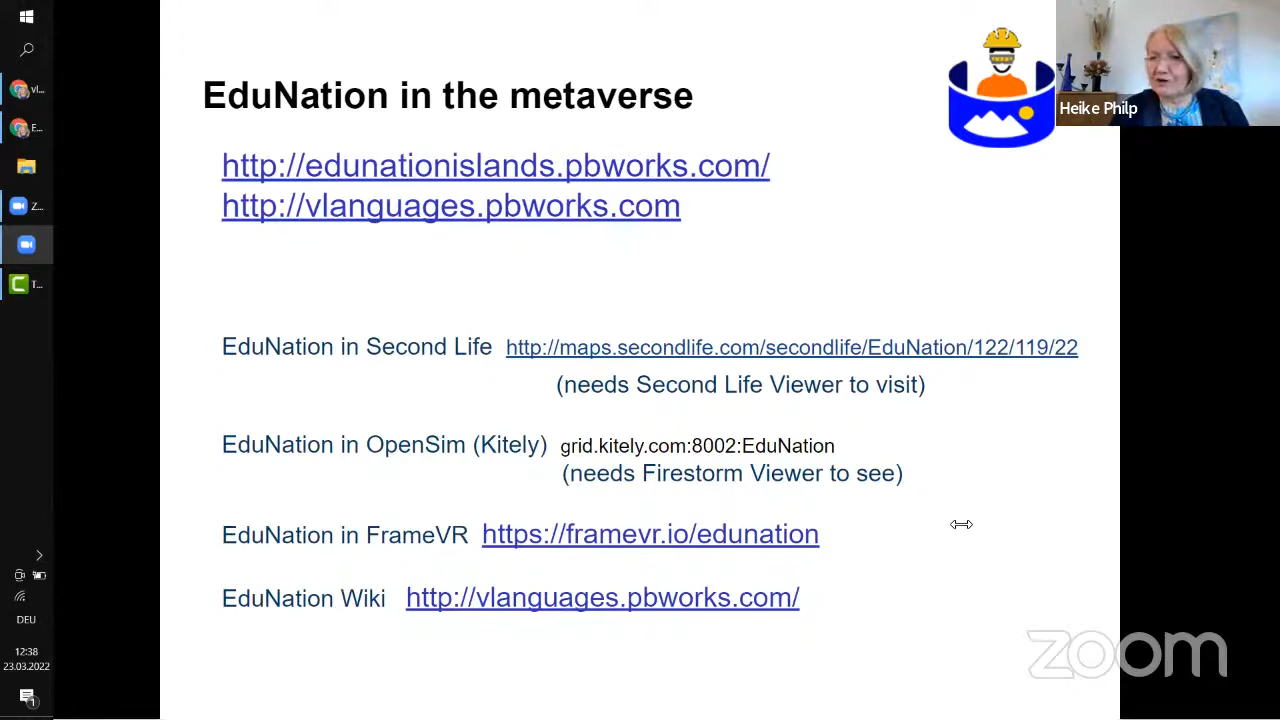 EduNation in the metaverse
http://edunationislands.pbworks.com/
http://vlanguages.pbworks.com
EduNation in Second Life http://maps.secondlife.com/secondlife/EduNation/122/119/22
(needs Second Life Viewer to visit)
EduNation in OpenSim (Kitely) grid.kitely.com:8002:EduNation
(needs Firestorm Viewer to see)
EduNation in FrameVR https://framevr.io/edunation
EduNation Wiki http://vlanguages.pbworks.com/
Heike Philp
zoom
vl...
E...
Z...
T...
DEU
12:38
23.03.2022
1